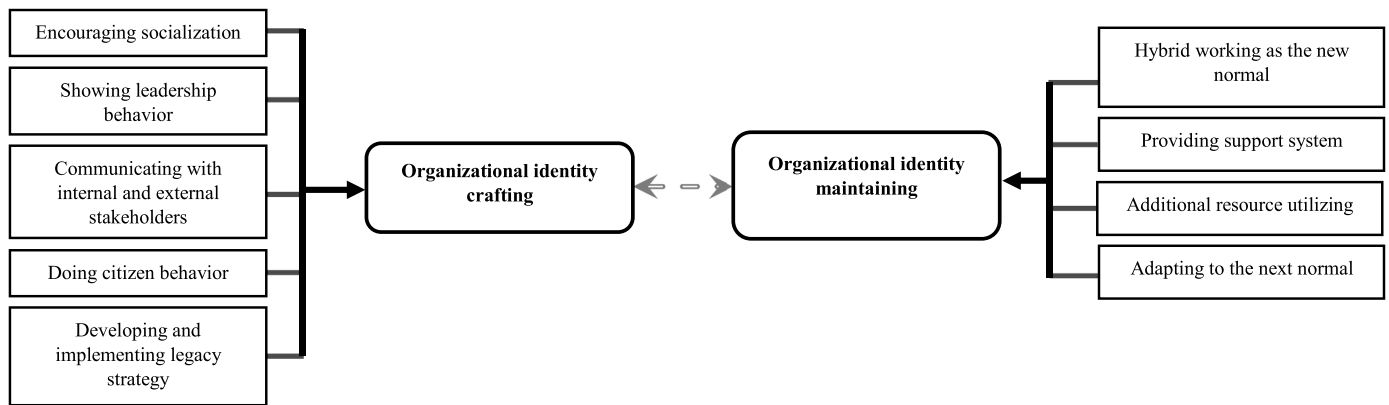 Encouraging socialization
Showing leadership
behavior
Communicating with
internal and external
stakeholders
Doing citizen behavior
Developing and
implementing legacy
strategy
Organizational identity
crafting
Organizational identity
maintaining
Hybrid working as the new
normal
Providing support system
Additional resource utilizing
Adapting to the next normal